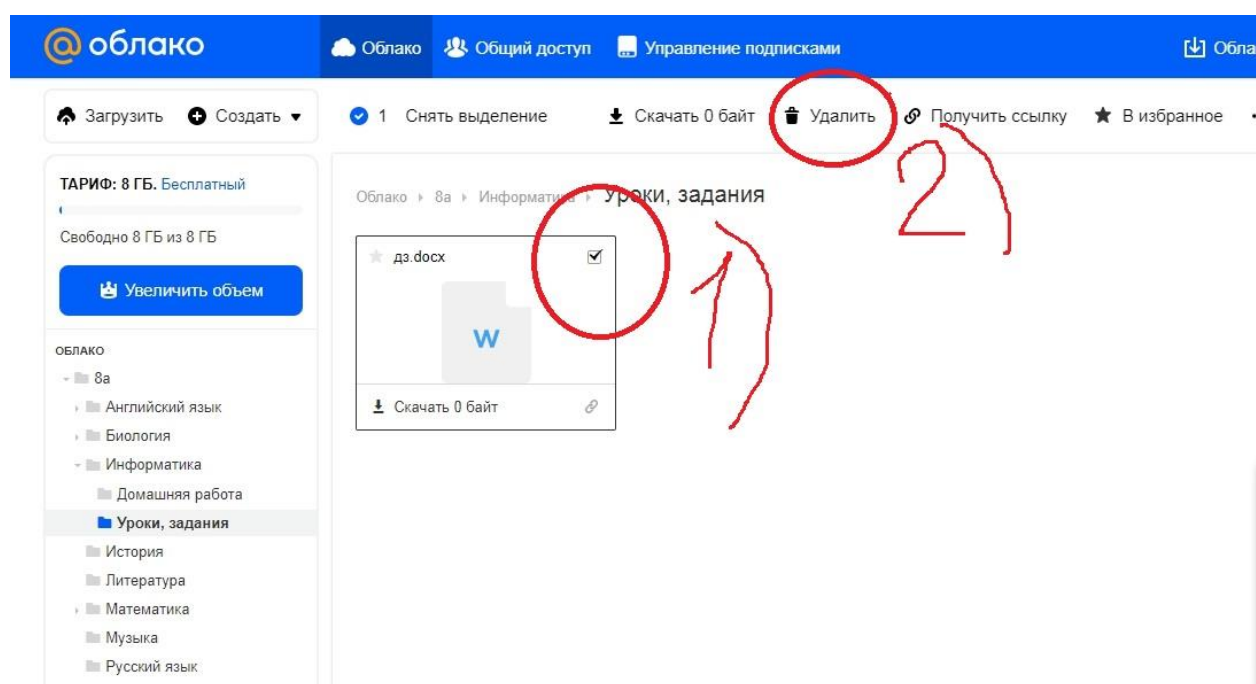 @облако Облако Общий доступ Управление подписками Обла
Загрузить Создать 1 Снять выделение Скачать 0 байт Удалить Получить ссылку В избранное
2)
ТАРИФ: 8 ГБ. Бесплатный
Свободно 8 ГБ из 8 ГБ
Увеличить объем
Облако 8а Информатика Уроки, задания
дз.docx
1)
W
Скачать 0 байт
ОБЛАКО
8а
Английский язык
Биология
Информатика
Домашняя работа
Уроки, задания
История
Литература
Математика
Музыка
Русский язык